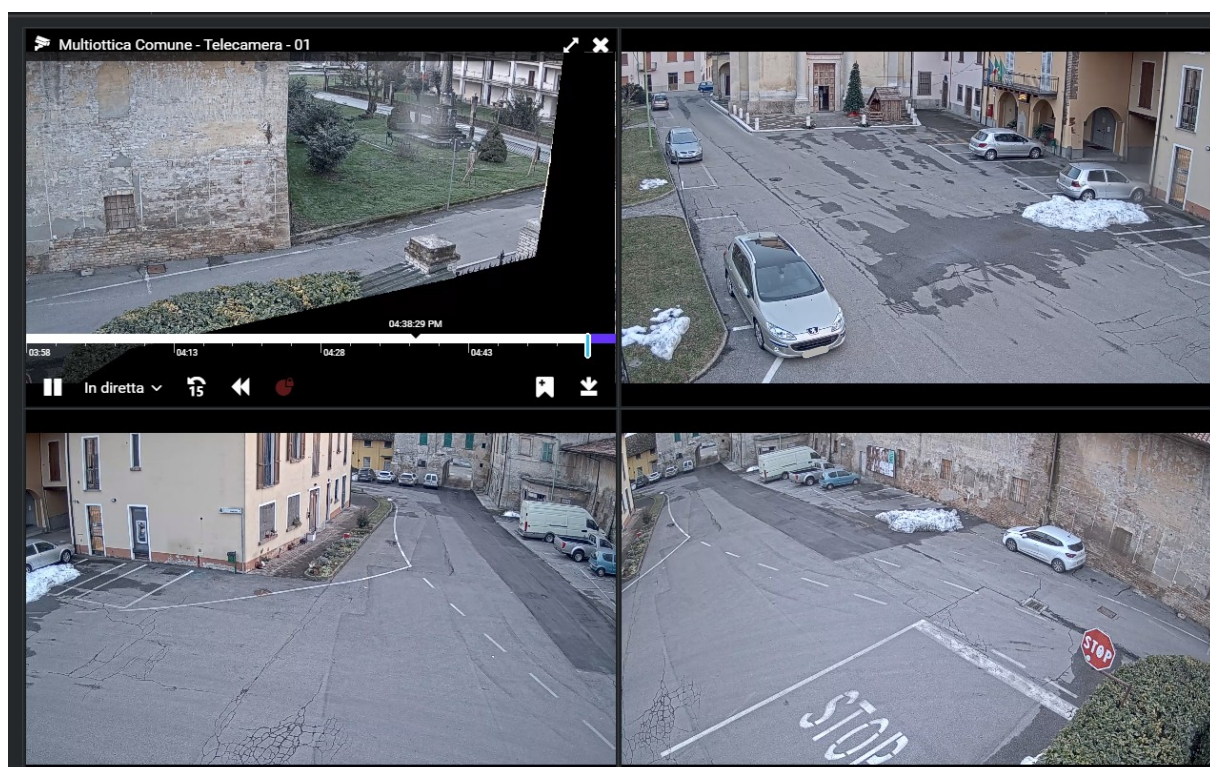 Multiottica Comune - Telecamera - 01
04:38:29 PM
03:58
04:13
04:28
04:43
In diretta
15
STOP
STOP